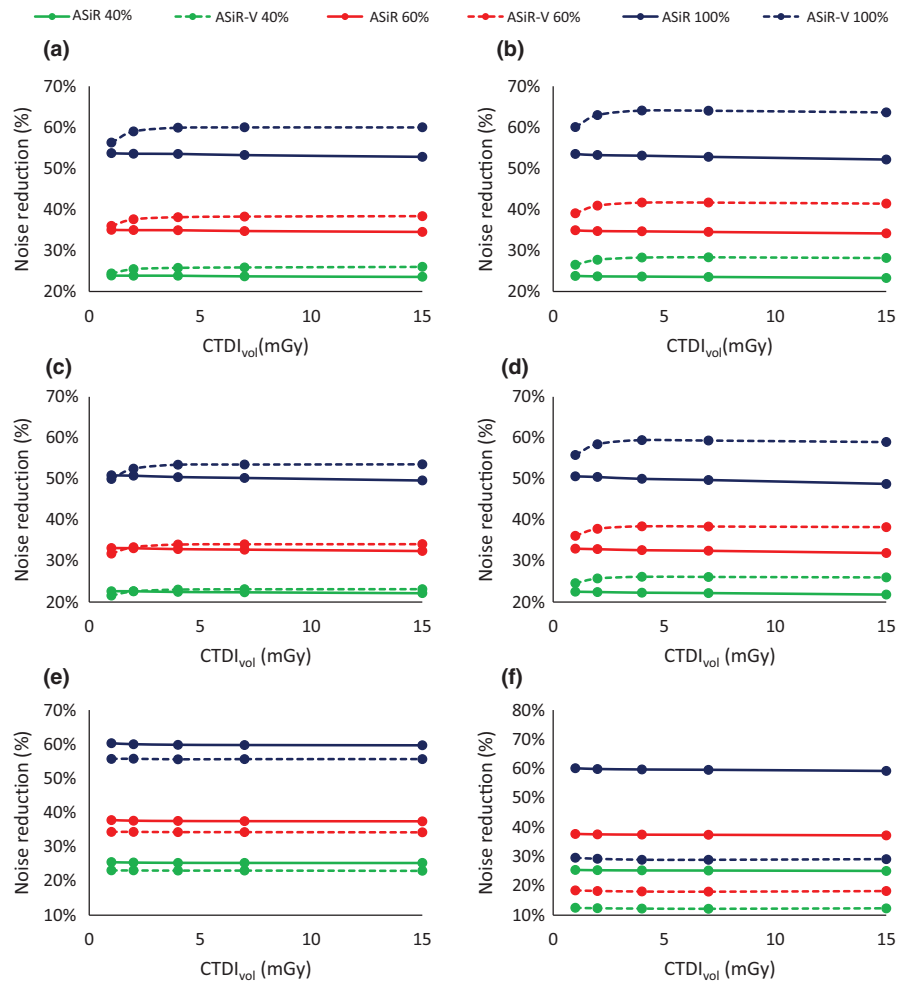 ASiR 40% ASiR-V 40% ASiR 60% ASiR-V 60% ASiR 100% ASiR-V 100%
(a)
Noise reduction (%)
70%
60%
50%
40%
30%
20%
0 5 10 15
CTDIvol(mGy)
(b)
Noise reduction (%)
70%
60%
50%
40%
30%
20%
0 5 10 15
CTDIvol(mGy)
(c)
Noise reduction (%)
70%
60%
50%
40%
30%
20%
0 5 10 15
CTDIvol (mGy)
(d)
Noise reduction (%)
70%
60%
50%
40%
30%
20%
0 5 10 15
CTDIvol (mGy)
(e)
Noise reduction (%)
70%
60%
50%
40%
30%
20%
10%
0 5 10 15
CTDIvol (mGy)
(f)
Noise reduction (%)
80%
70%
60%
50%
40%
30%
20%
10%
0 5 10 15
CTDIvol (mGy)